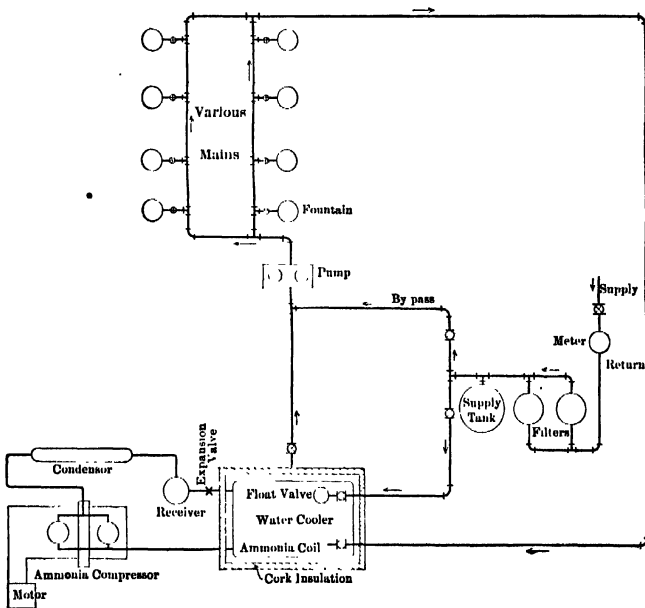 Various
Mains
Fountain
Pump
By pass
Supply
Meter
Return
Supply
Tank
Filters
Expansion
Valve
Condensor
Receiver
Float Valve
Water Cooler
Ammonia Coil
Cork Insulation
Ammonia Compressor
Motor